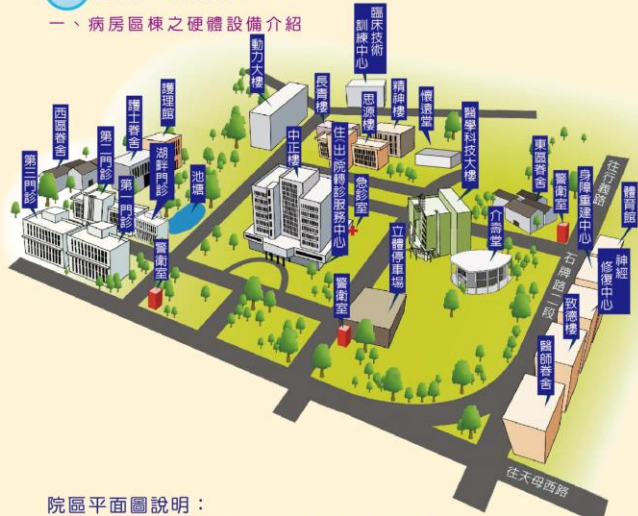 一、病房區棟之硬體設備介紹
臨床技術
訓練中心
動力大樓
長青樓
思源樓
精神樓
懷遠堂
醫學科技大樓
護理館
護士眷舍
西區眷舍
第二門診
第三門診
第一門診
湖畔門診
池塘
中正樓
住(出)院轉診服務中心
急診室
東區眷舍
警衛室
往行義路
身障重建中心
體育館
石牌路二段
神經
修復中心
致德樓
醫師眷舍
介壽堂
立體停車場
警衛室
警衛室
往天母西路
院區平面圖說明：